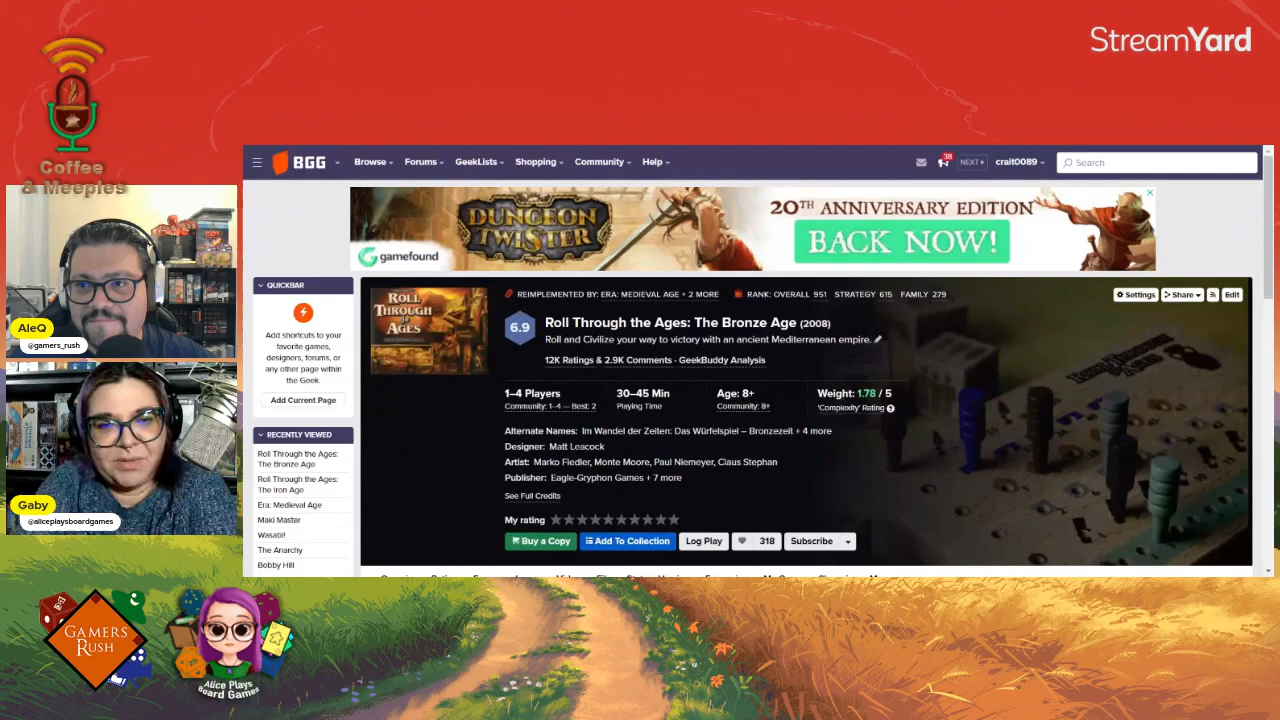 StreamYard
Coffee
& Meeples
BGG
Browse
Forums
GeekLists
Shopping
Community
Help
38
NEXT
crait0089
Search
DUNGEON
TWISTER
gamefound
20TH ANNIVERSARY EDITION
BACK NOW!
QUICKBAR
Add shortcuts to your
favorite games,
designers, forums, or
any other page within
the Geek.
Add Current Page
RECENTLY VIEWED
Roll Through the Ages:
The Bronze Age
Roll Through the Ages:
The Iron Age
Era: Medieval Age
Maki Master
Wasabi!
The Anarchy
Bobby Hill
ROLL
THROUGH
THE
AGES
REIMPLEMENTED BY: ERA: MEDIEVAL AGE + 2 MORE
RANK: OVERALL 951 STRATEGY 615 FAMILY 279
Settings
Share
Edit
6.9
Roll Through the Ages: The Bronze Age (2008)
Roll and Civilize your way to victory with an ancient Mediterranean empire.
12K Ratings & 2.9K Comments · GeekBuddy Analysis
1–4 Players
Community: 1–4 — Best: 2
30–45 Min
Playing Time
Age: 8+
Community: 8+
Weight: 1.78 / 5
'Complexity' Rating
Alternate Names: Im Wandel der Zeiten: Das Würfelspiel – Bronzezeit + 4 more
Designer: Matt Leacock
Artist: Marko Fiedler, Monte Moore, Paul Niemeyer, Claus Stephan
Publisher: Eagle-Gryphon Games + 7 more
See Full Credits
My rating
Buy a Copy
Add To Collection
Log Play
318
Subscribe
AleQ
@gamers_rush
Gaby
@aliceplaysboardgames
GAMERS
RUSH
Alice Plays
Board Games